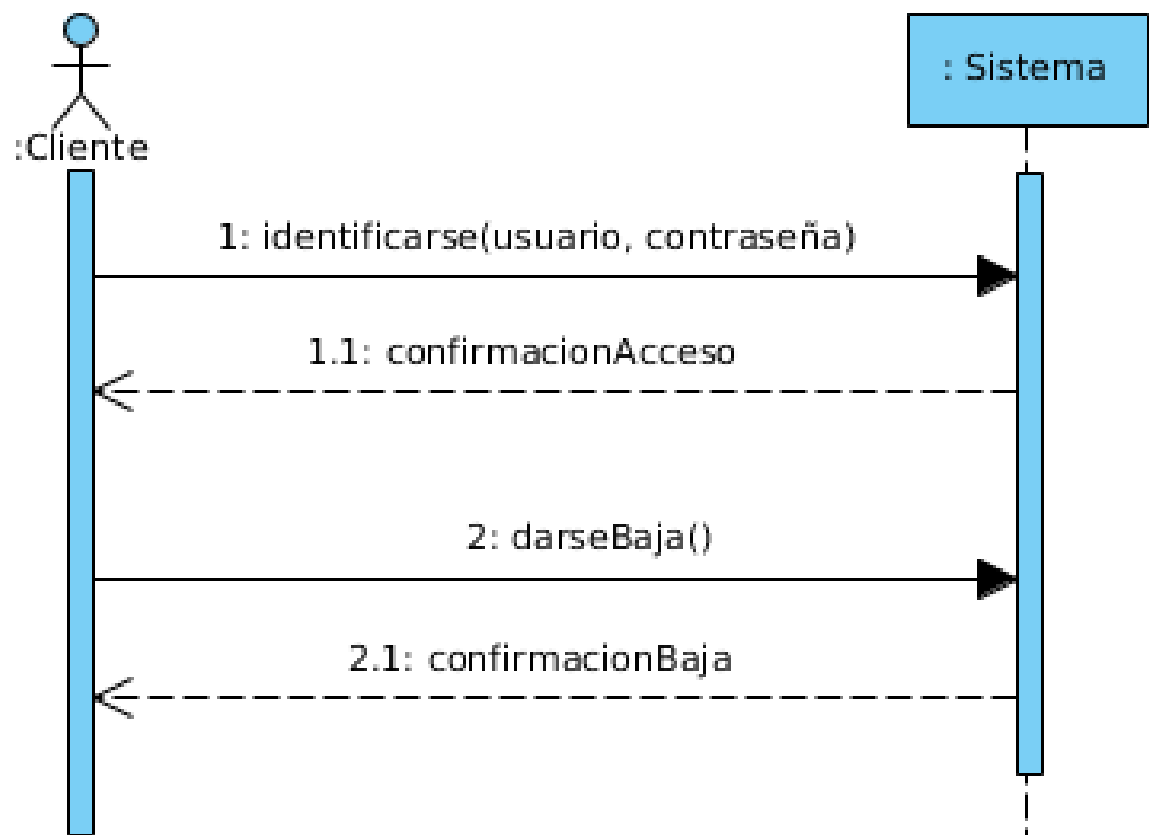 : Sistema
:Cliente
1: identificarse(usuario, contraseña)
1.1: confirmacionAcceso
2: darseBaja()
2.1: confirmacionBaja